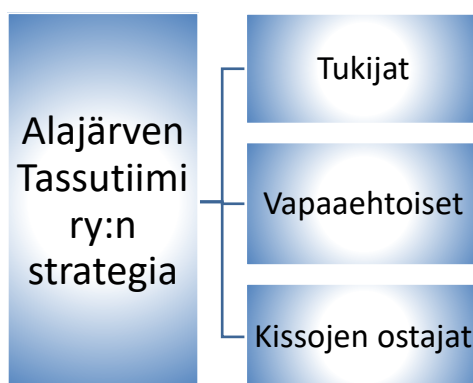 Alajärven
Tassutiimi
ry:n
strategia
Tukijat
Vapaaehtoiset
Kissojen ostajat